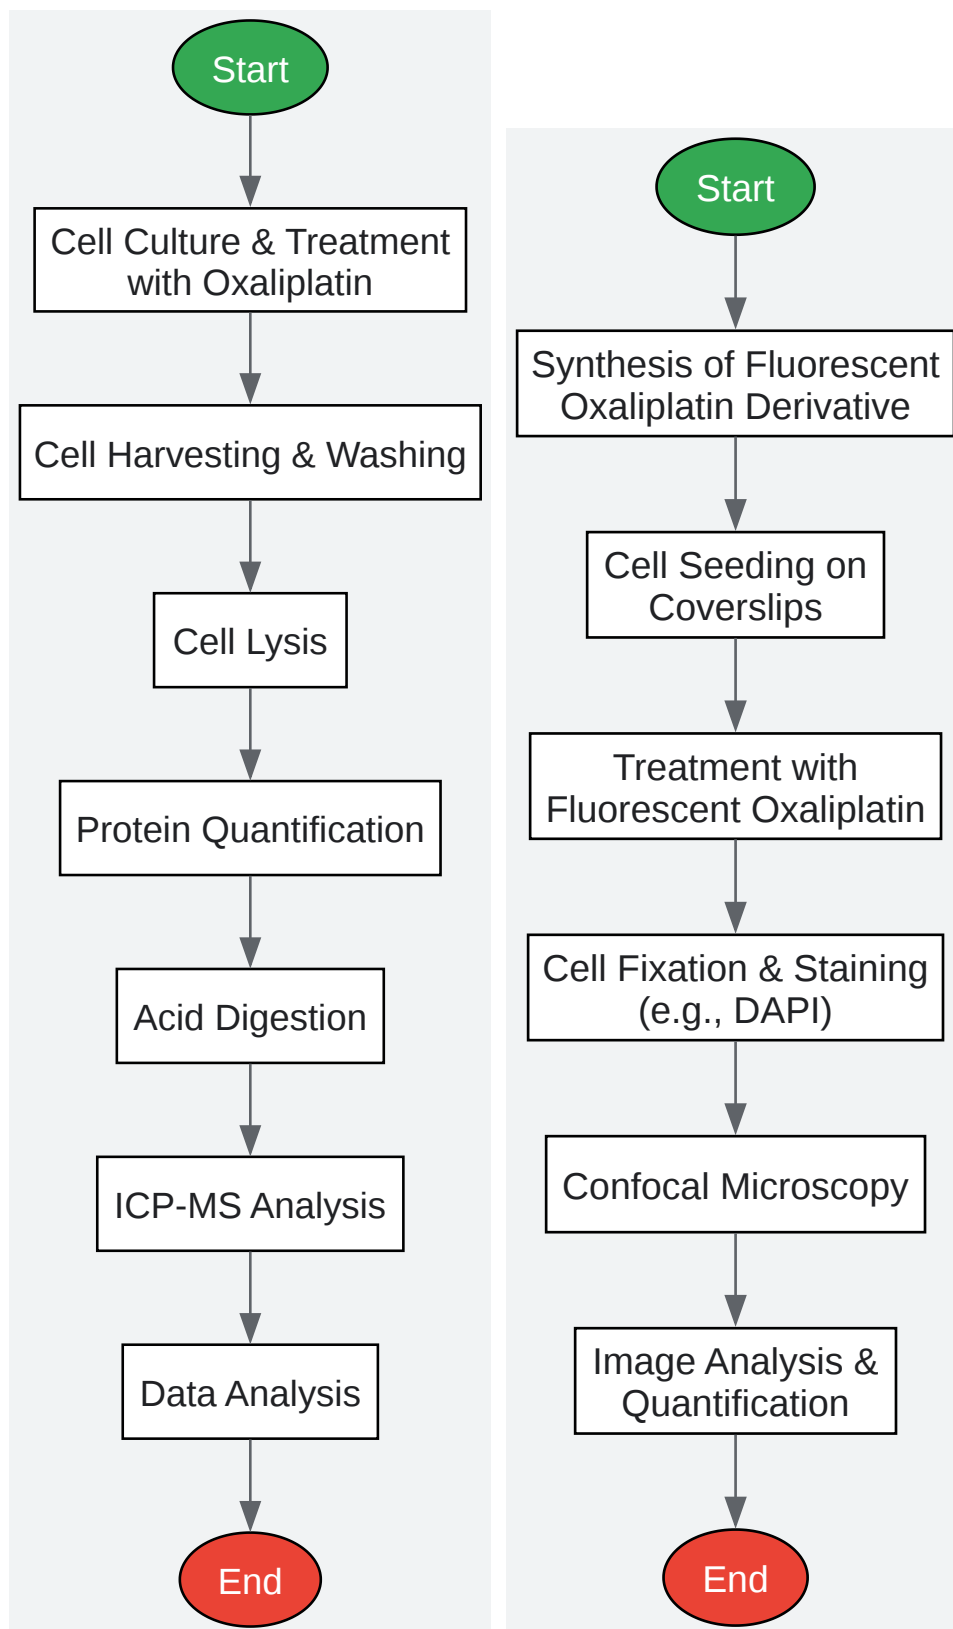 Start
Cell Culture & Treatment
with Oxaliplatin
Cell Harvesting & Washing
Cell Lysis
Protein Quantification
Acid Digestion
ICP-MS Analysis
Data Analysis
End
Start
Synthesis of Fluorescent
Oxaliplatin Derivative
Cell Seeding on
Coverslips
Treatment with
Fluorescent Oxaliplatin
Cell Fixation & Staining
(e.g., DAPI)
Confocal Microscopy
Image Analysis &
Quantification
End